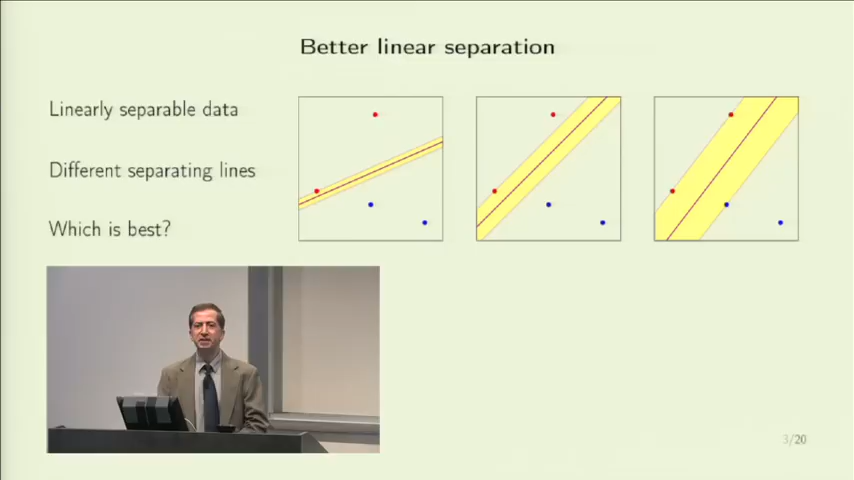 Better linear separation
Linearly separable data
Different separating lines
Which is best?
3/20